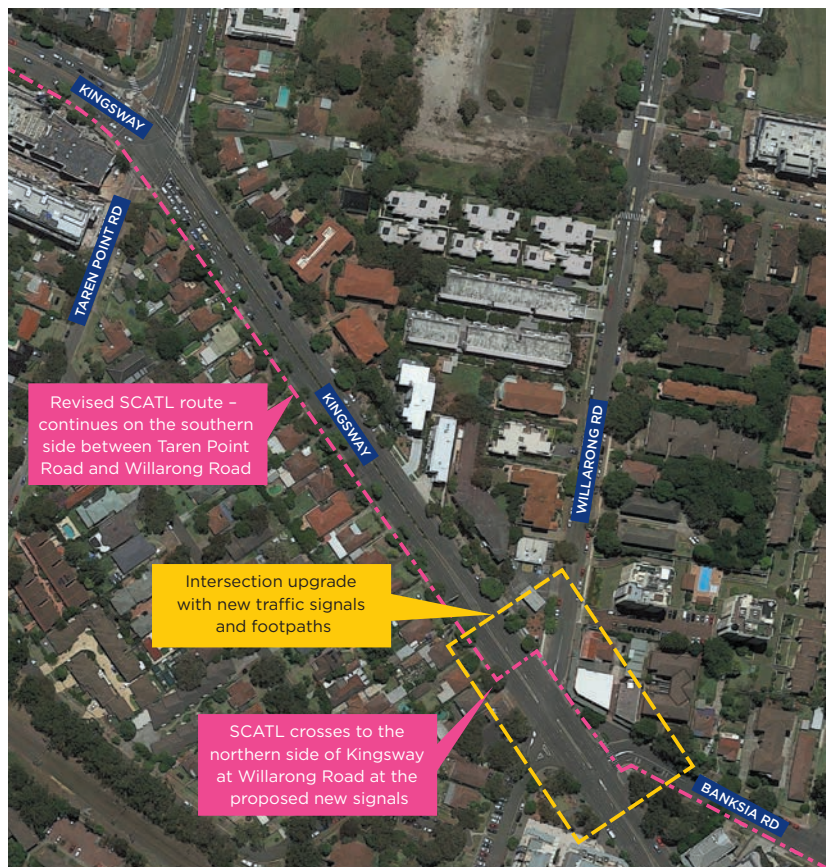 KINGSWAY
TAREN POINT RD
Revised SCATL route –
continues on the southern
side between Taren Point
Road and Willarong Road
KINGSWAY
WILLARONG RD
Intersection upgrade
with new traffic signals
and footpaths
SCATL crosses to the
northern side of Kingsway
at Willarong Road at the
proposed new signals
BANKSIA RD